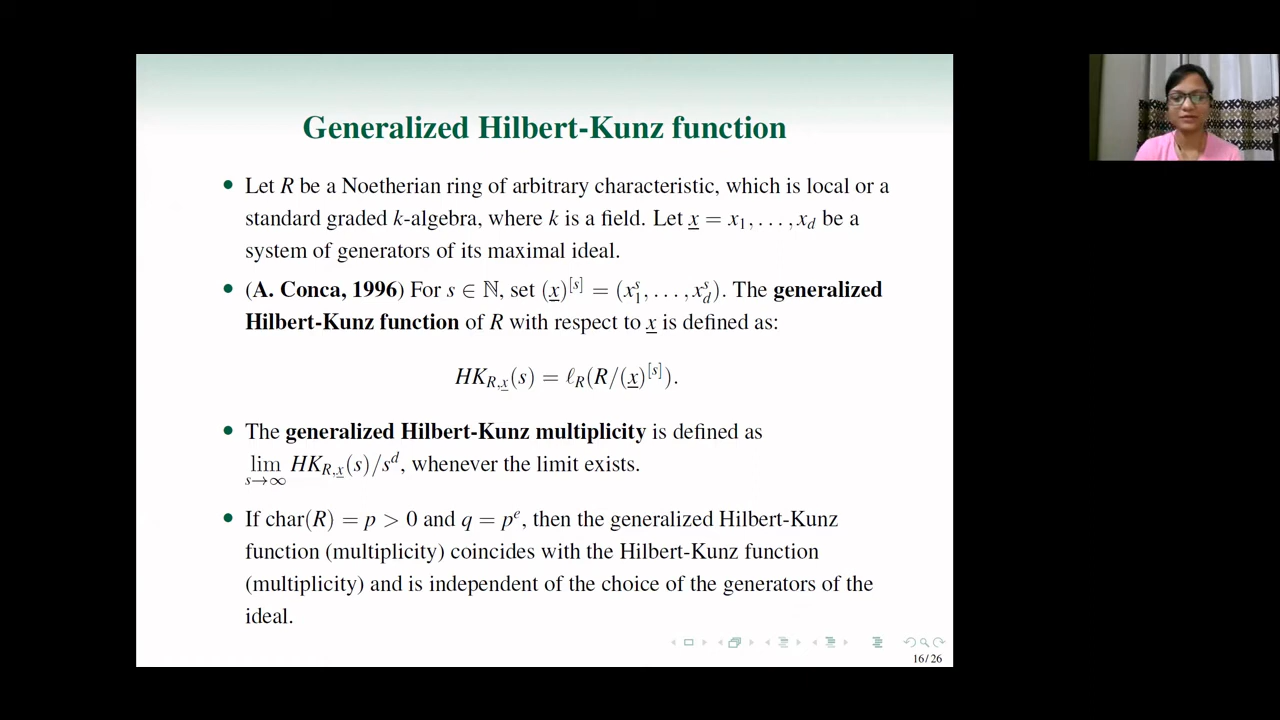 Generalized Hilbert-Kunz function
• Let R be a Noetherian ring of arbitrary characteristic, which is local or a
standard graded k-algebra, where k is a field. Let x̲ = x₁, . . . , x_d be a
system of generators of its maximal ideal.
• (A. Conca, 1996) For s ∈ ℕ, set (x̲)^[s] = (x₁^s, . . . , x_d^s). The generalized
Hilbert-Kunz function of R with respect to x̲ is defined as:
HK_{R,x̲}(s) = ℓ_R(R/(x̲)^[s]).
• The generalized Hilbert-Kunz multiplicity is defined as
lim_{s→∞} HK_{R,x̲}(s)/s^d, whenever the limit exists.
• If char(R) = p > 0 and q = p^e, then the generalized Hilbert-Kunz
function (multiplicity) coincides with the Hilbert-Kunz function
(multiplicity) and is independent of the choice of the generators of the
ideal.
16/26